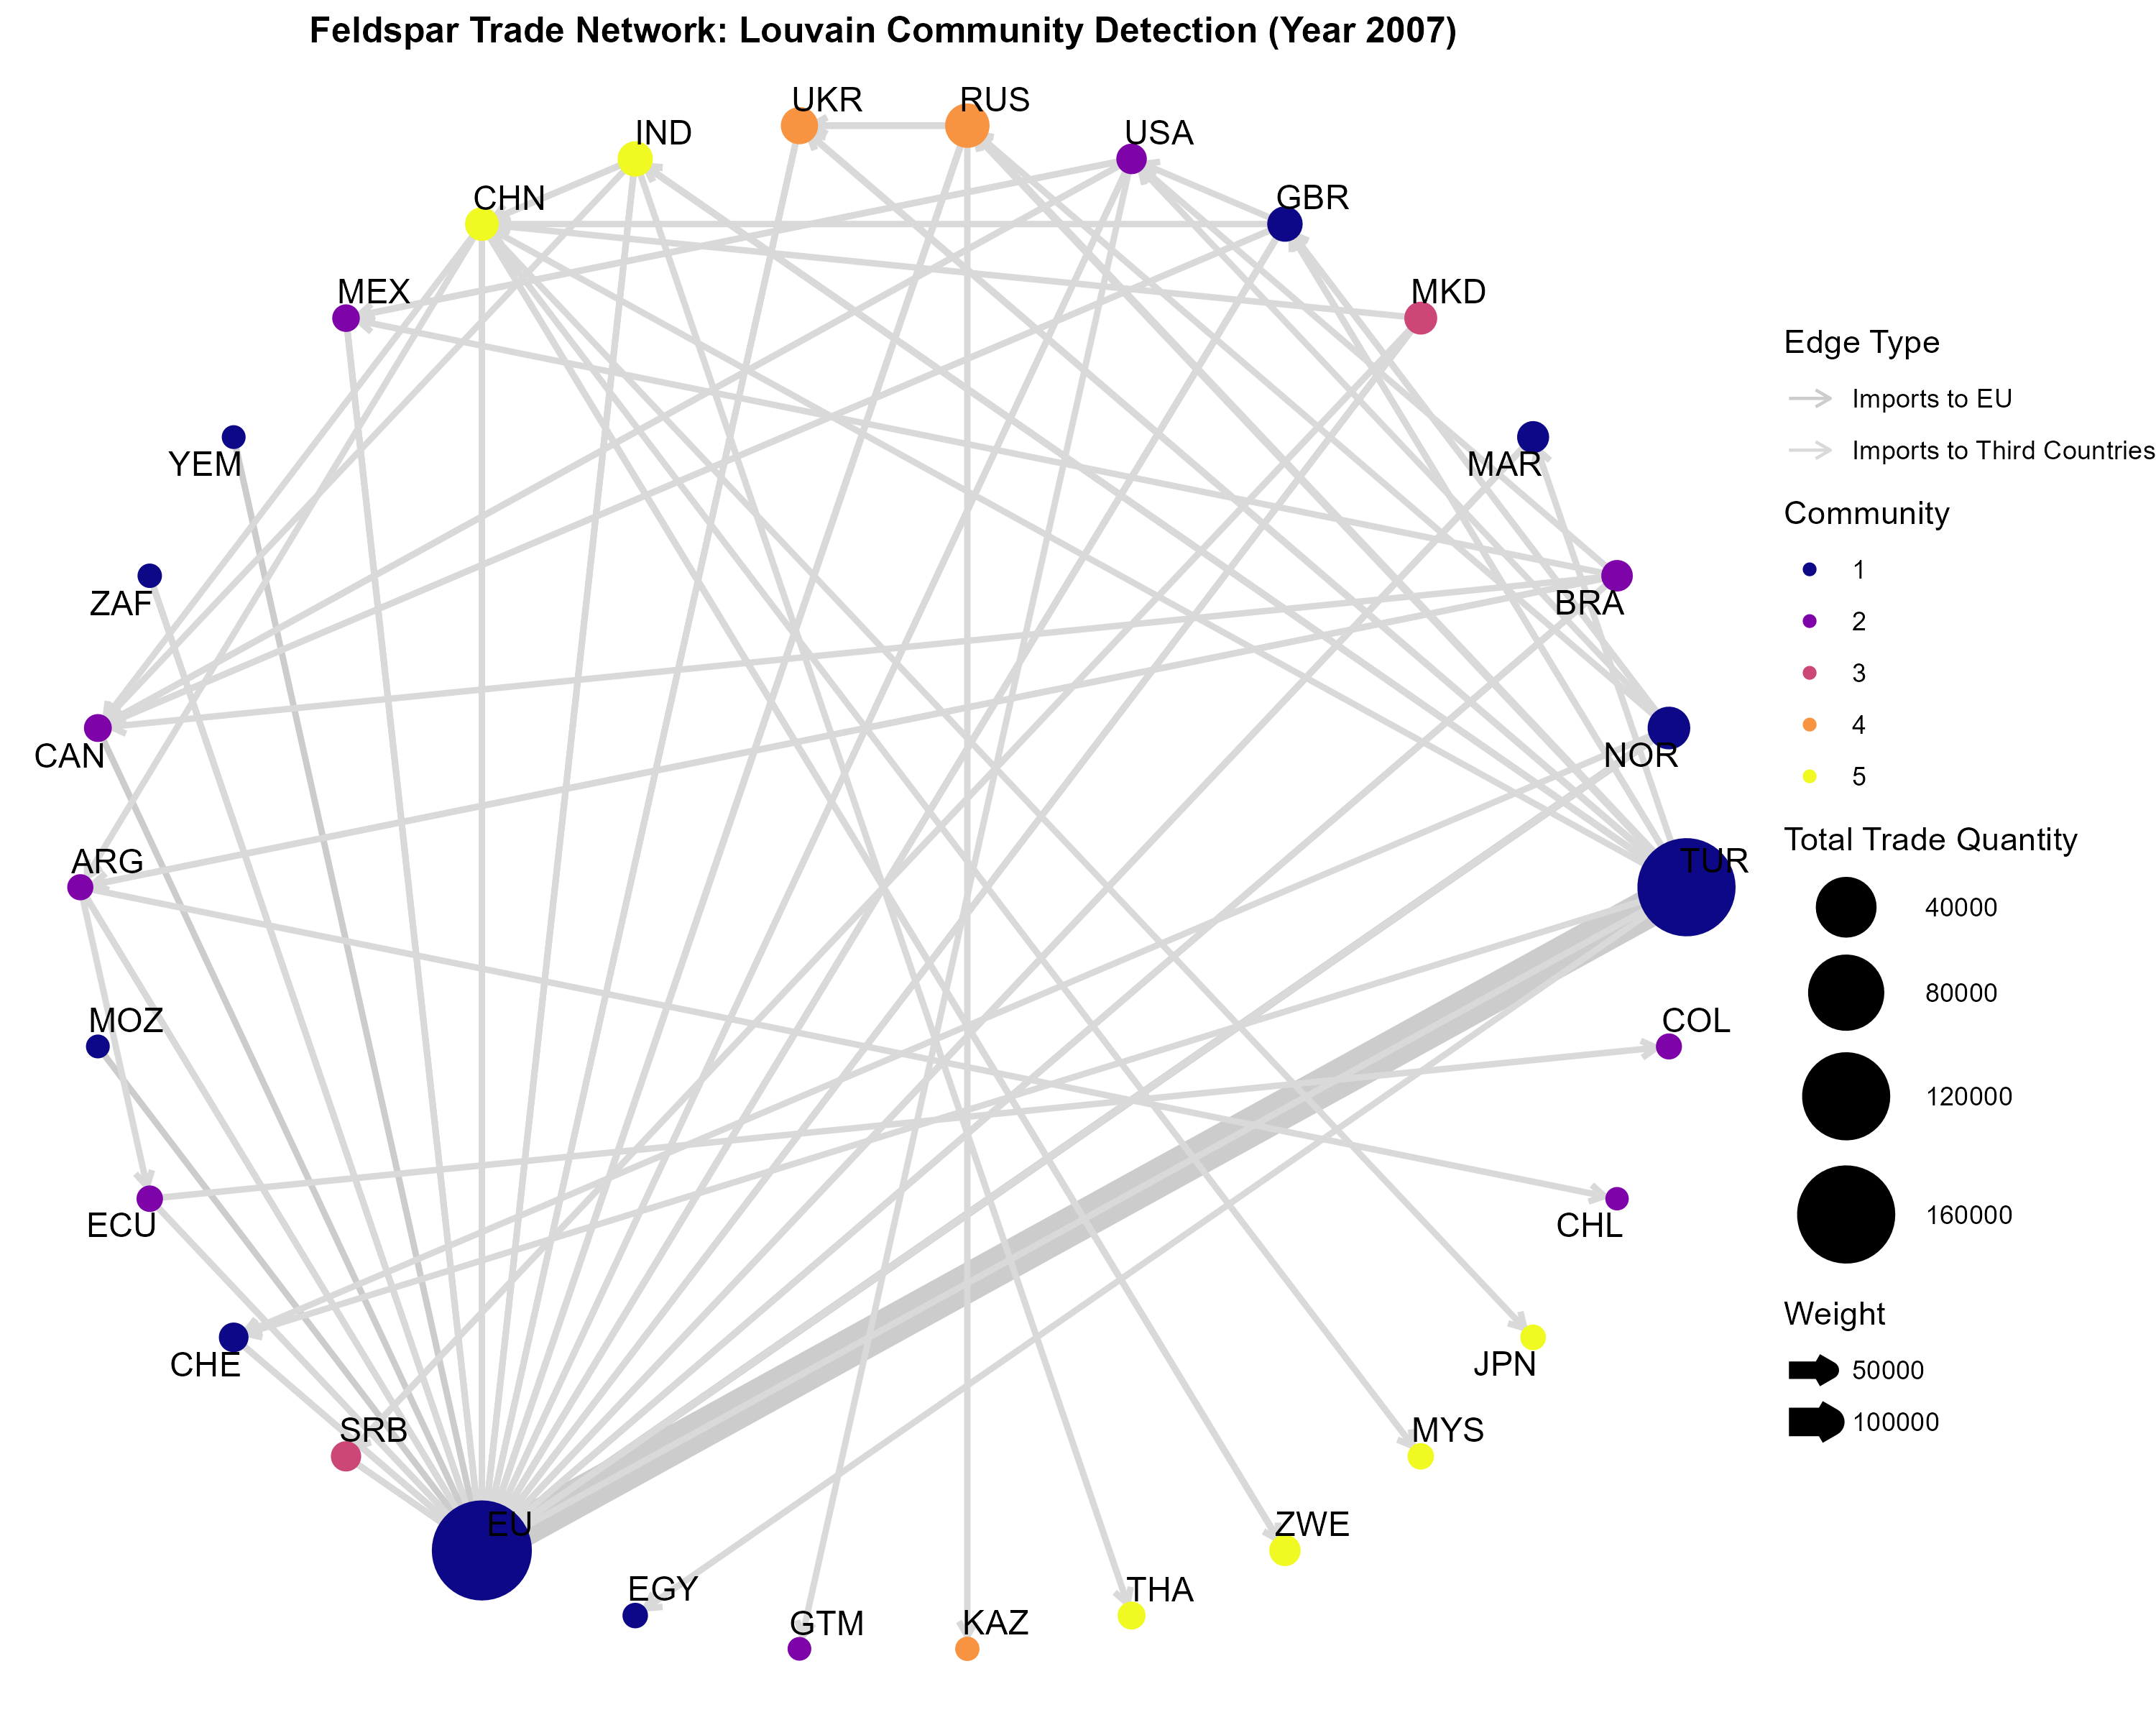 Feldspar Trade Network: Louvain Community Detection (Year 2007)
UKR
RUS
IND
USA
CHN
GBR
MEX
MKD
YEM
MAR
ZAF
BRA
CAN
NOR
ARG
TUR
MOZ
COL
ECU
CHL
CHE
JPN
SRB
MYS
EU
ZWE
EGY
THA
GTM
KAZ
Edge Type
Imports to EU
Imports to Third Countries
Community
1
2
3
4
5
Total Trade Quantity
40000
80000
120000
160000
Weight
50000
100000